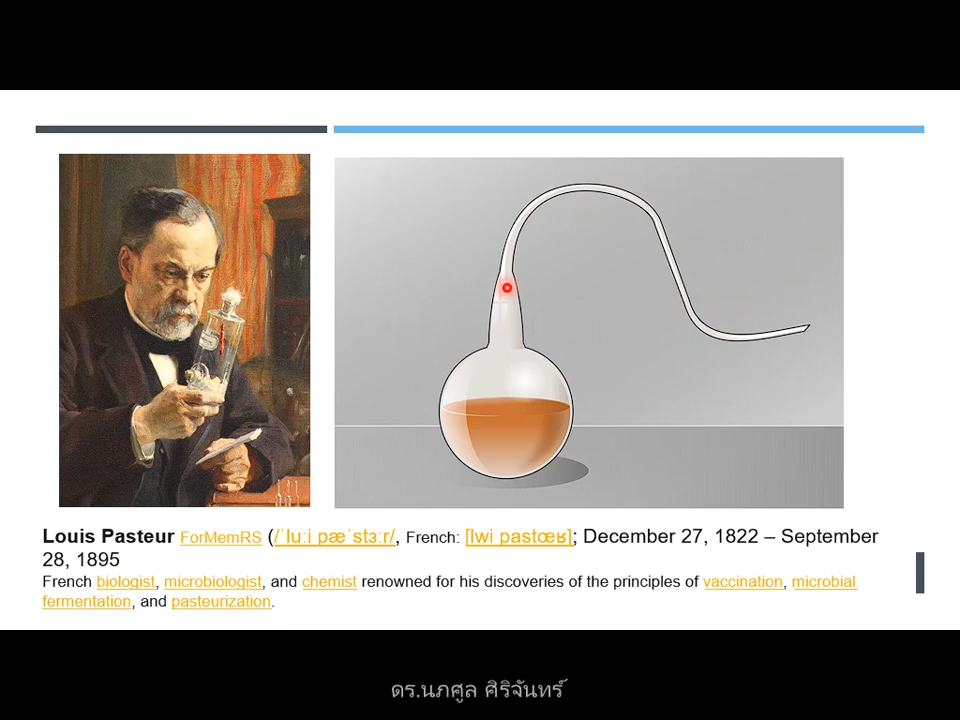 Louis Pasteur ForMemRS (/ˈluːi pæˈstɜːr/, French: [lwi pastœʁ]; December 27, 1822 – September
28, 1895
French biologist, microbiologist, and chemist renowned for his discoveries of the principles of vaccination, microbial
fermentation, and pasteurization.
ดร.นภศูล ศิริจันทร์